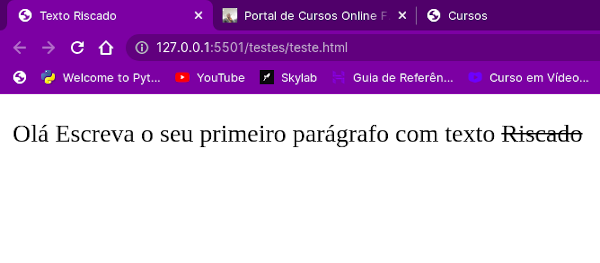 Texto Riscado
Portal de Cursos Online F
Cursos
127.0.0.1:5501/testes/teste.html
Welcome to Pyt...
YouTube
Skylab
Guia de Referên...
Curso em Vídeo...
Olá Escreva o seu primeiro parágrafo com texto Riscado